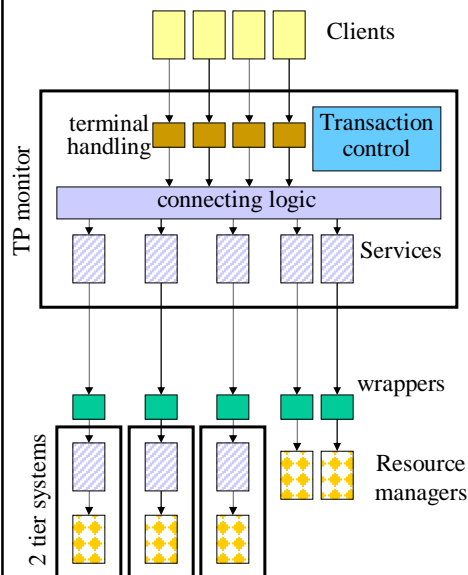 Clients
terminal
handling
Transaction
control
connecting logic
TP monitor
Services
wrappers
Resource
managers
2 tier systems